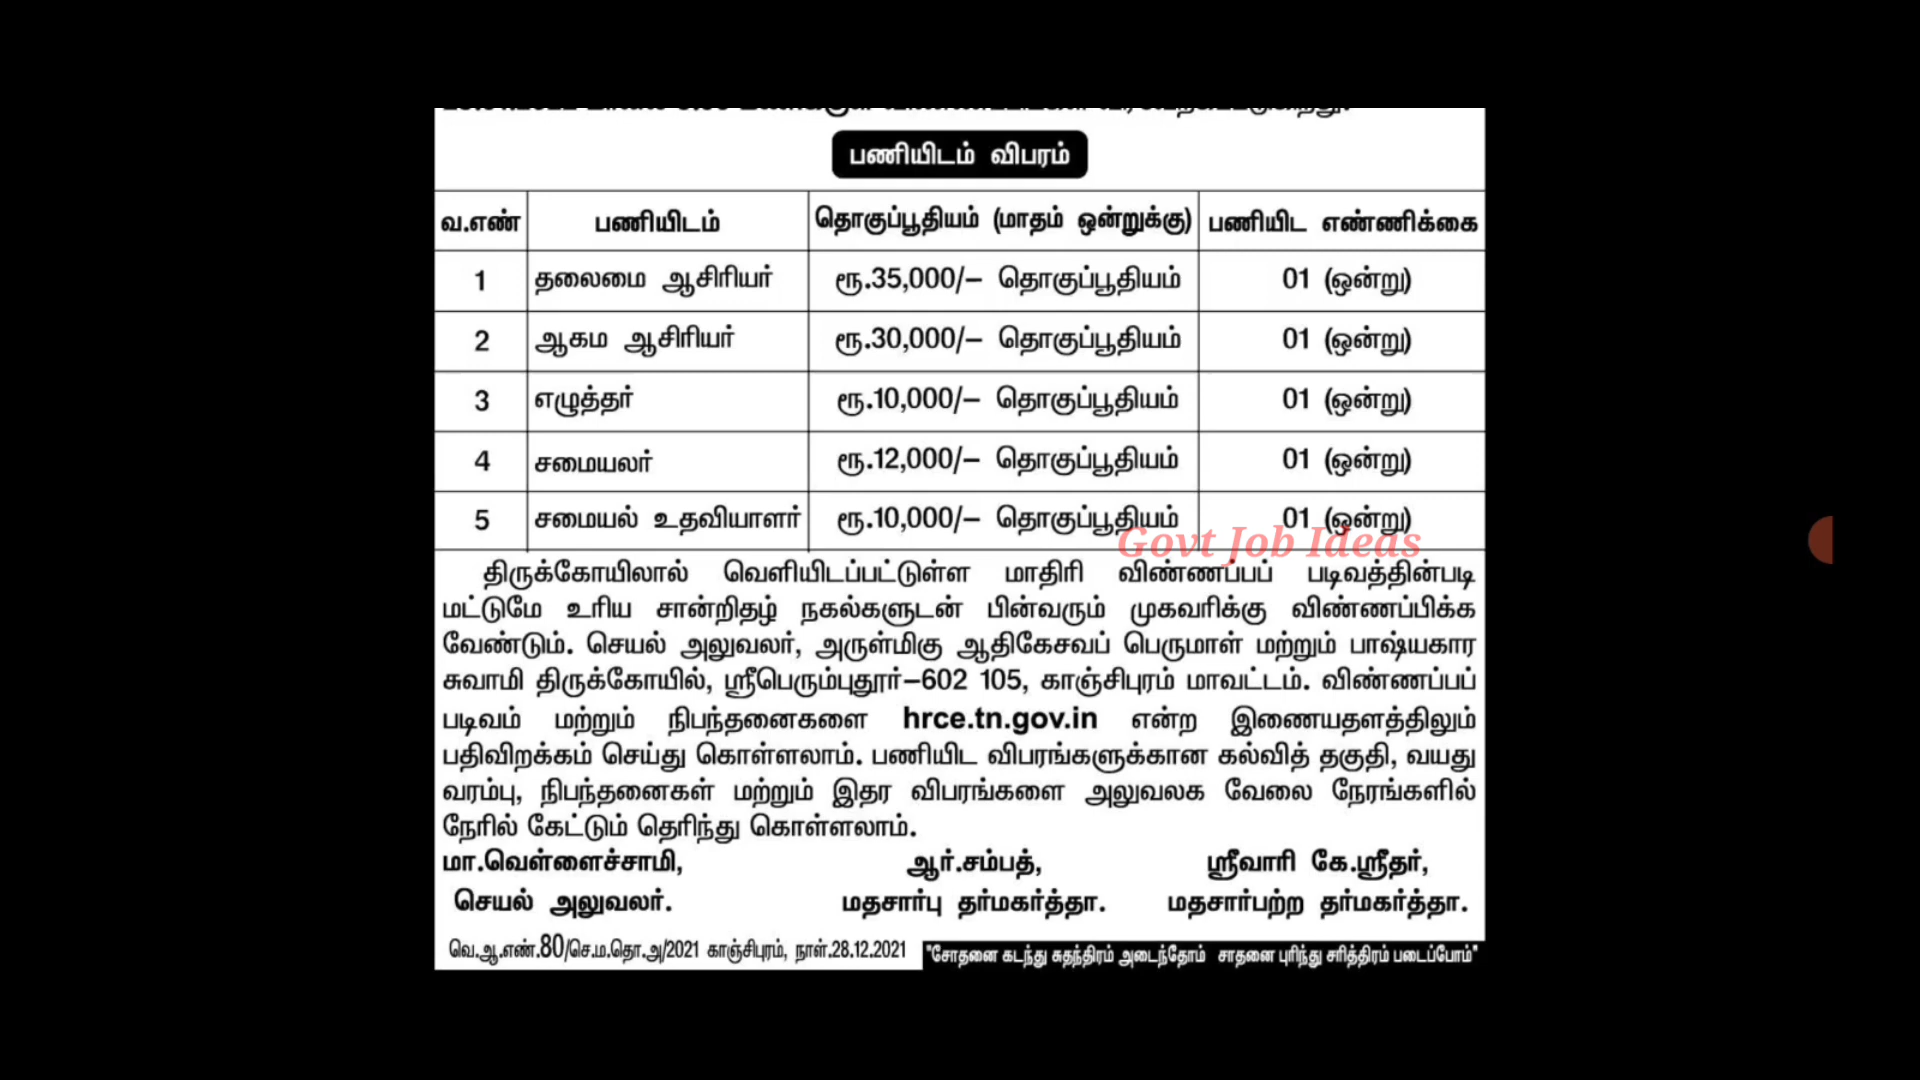 பணியிடம் விபரம்
வ.எண் பணியிடம் தொகுப்பூதியம் (மாதம் ஒன்றுக்கு) பணியிட எண்ணிக்கை
1 தலைமை ஆசிரியர் ரூ.35,000/– தொகுப்பூதியம் 01 (ஒன்று)
2 ஆகம ஆசிரியர் ரூ.30,000/– தொகுப்பூதியம் 01 (ஒன்று)
3 எழுத்தர் ரூ.10,000/– தொகுப்பூதியம் 01 (ஒன்று)
4 சமையலர் ரூ.12,000/– தொகுப்பூதியம் 01 (ஒன்று)
5 சமையல் உதவியாளர் ரூ.10,000/– தொகுப்பூதியம் 01 (ஒன்று)
Govt Job Ideas
திருக்கோயிலால் வெளியிடப்பட்டுள்ள மாதிரி விண்ணப்பப் படிவத்தின்படி
மட்டுமே உரிய சான்றிதழ் நகல்களுடன் பின்வரும் முகவரிக்கு விண்ணப்பிக்க
வேண்டும். செயல் அலுவலர், அருள்மிகு ஆதிகேசவப் பெருமாள் மற்றும் பாஷ்யகார
சுவாமி திருக்கோயில், ஸ்ரீபெரும்புதூர்–602 105, காஞ்சிபுரம் மாவட்டம். விண்ணப்பப்
படிவம் மற்றும் நிபந்தனைகளை hrce.tn.gov.in என்ற இணையதளத்திலும்
பதிவிறக்கம் செய்து கொள்ளலாம். பணியிட விபரங்களுக்கான கல்வித் தகுதி, வயது
வரம்பு, நிபந்தனைகள் மற்றும் இதர விபரங்களை அலுவலக வேலை நேரங்களில்
நேரில் கேட்டும் தெரிந்து கொள்ளலாம்.
மா.வெள்ளைச்சாமி, ஆர்.சம்பத், ஸ்ரீவாரி கே.ஸ்ரீதர்,
செயல் அலுவலர். மதசார்பு தர்மகர்த்தா. மதசார்பற்ற தர்மகர்த்தா.
வெ.ஆ.எண்.80/செ.ம.தொ.அ/2021 காஞ்சிபுரம், நாள்.28.12.2021 "சோதனை கடந்து சுதந்திரம் அடைந்தோம் சாதனை புரிந்து சரித்திரம் படைப்போம்"